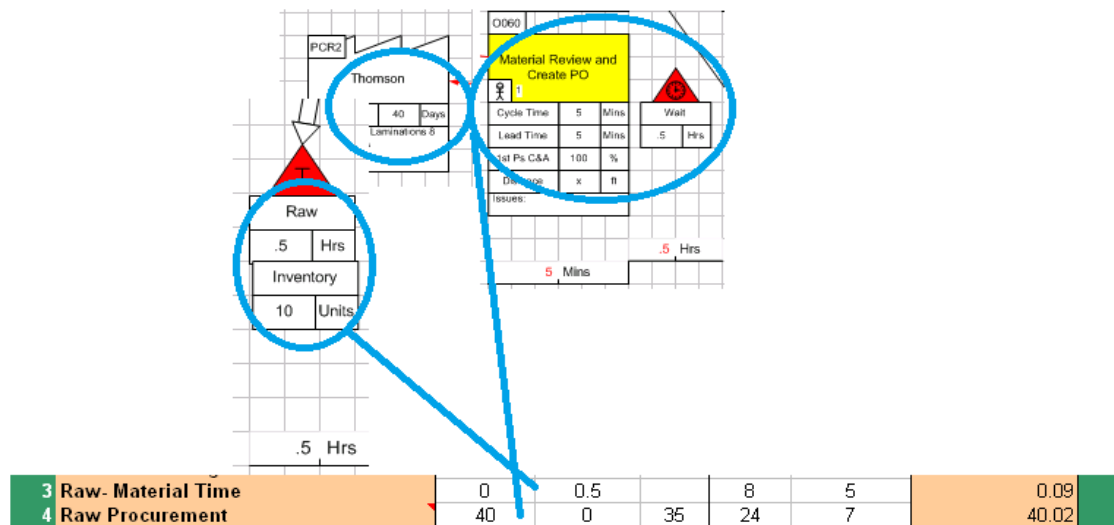 PCR2
Thomson
40 Days
Laminations 8
I
Raw
.5 Hrs
Inventory
10 Units
.5 Hrs
O060
Material Review and
Create PO
1
Cycle Time 5 Mins
Lead Time 5 Mins
1st Ps C&A 100 %
Distance x ft
Issues:
Wait
.5 Hrs
.5 Hrs
5 Mins
3 Raw- Material Time 0 0.5 8 5 0.09
4 Raw Procurement 40 0 35 24 7 40.02